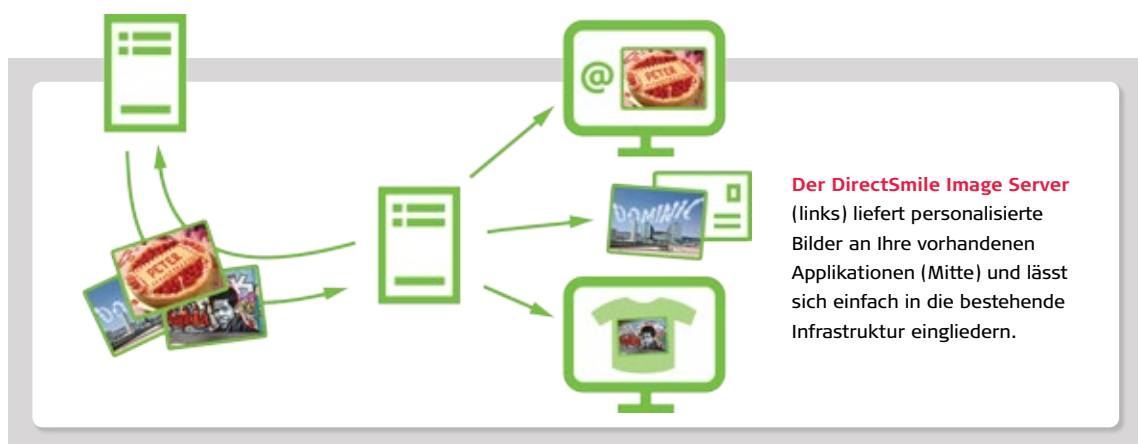 @
PETER
PETER
DOMINIC
Der DirectSmile Image Server
(links) liefert personalisierte
Bilder an Ihre vorhandenen
Applikationen (Mitte) und lässt
sich einfach in die bestehende
Infrastruktur eingliedern.